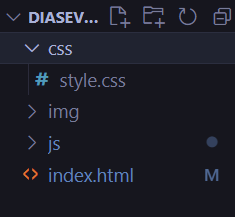 DIASEV...
css
# style.css
img
js
<> index.html M